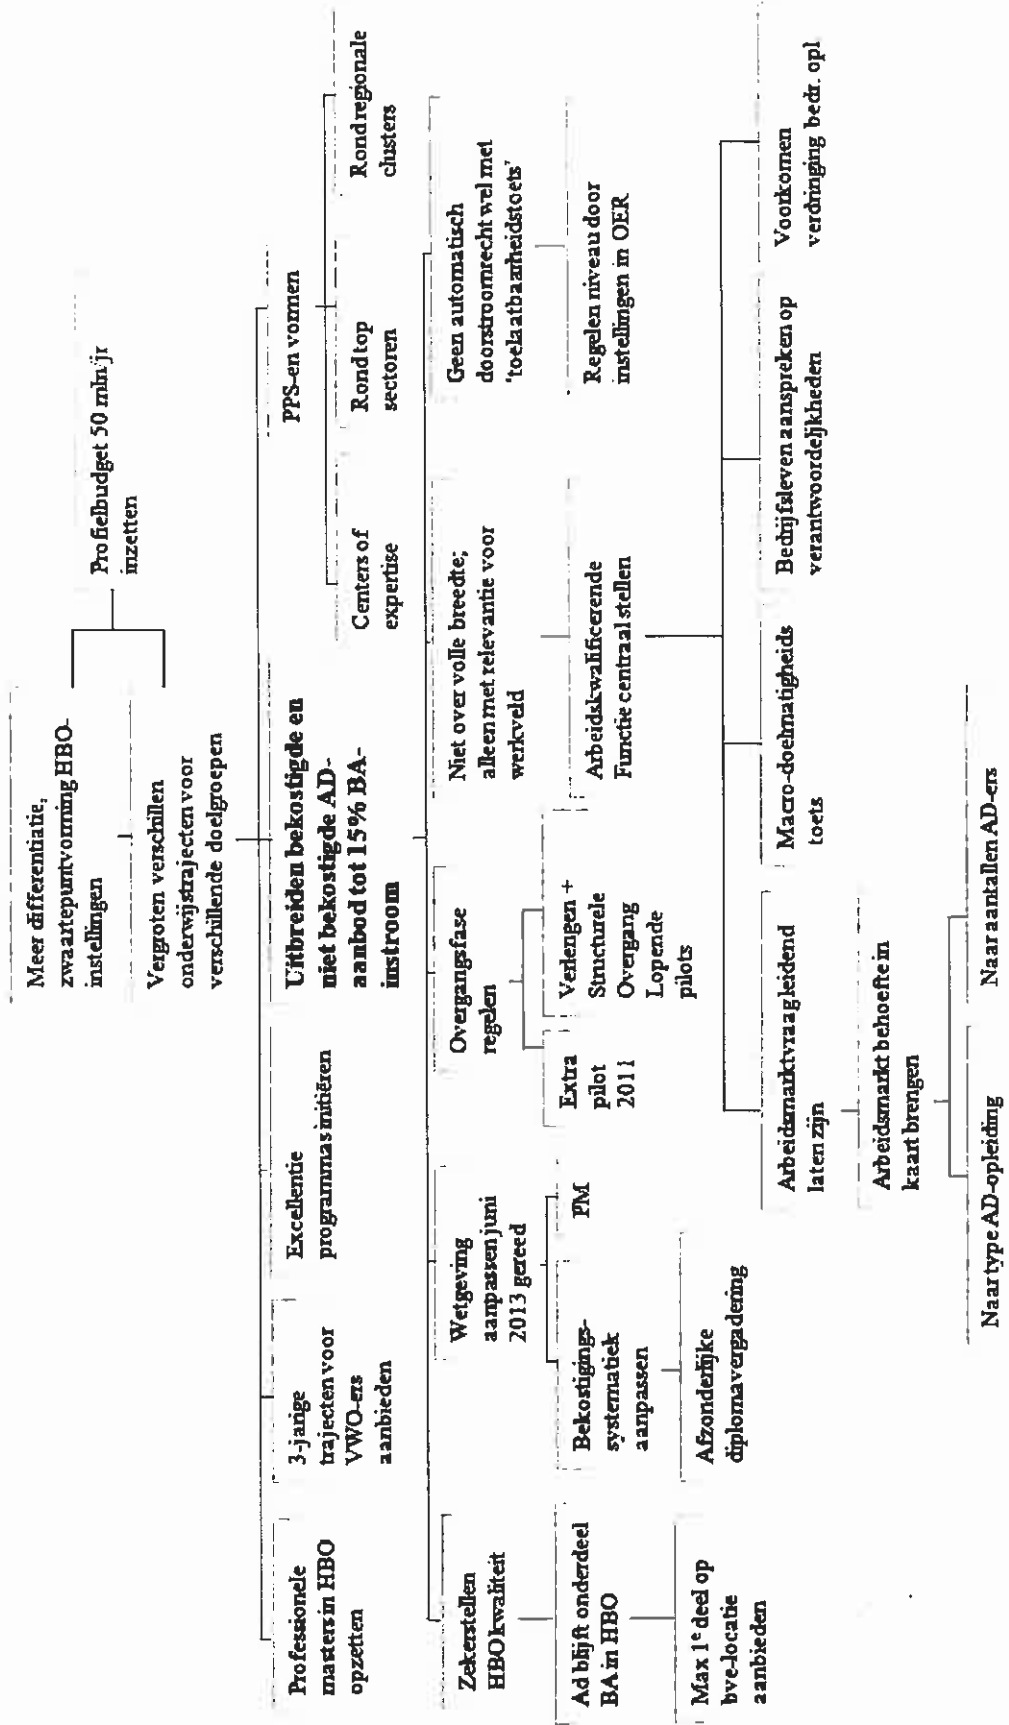 Meer differentiatie,
zwaartepuntvorming HBO-
instellingen
Profielbudget 50 mln/jr
inzetten
Vergroten verschillen
onderwijstrajecten voor
verschillende doelgroepen
Professionele
masters in HBO
opzetten
3-jarige
trajecten voor
VWO-ers
aanbieden
Excellentie
programmas initiëren
Uitbreiden bekostigde en
niet bekostigde AD-
aanbod tot 15% BA-
instroom
PPS-en vormen
Centers of
expertise
Rond top
sectoren
Rond regionale
clusters
Zekerstellen
HBO kwaliteit
Wetgeving
aanpassen juni
2013 gereed
Overgangsfase
regelen
Niet over volle breedte;
alleen met relevantie voor
werkveld
Geen automatisch
doorstroomrecht wel met
'toelaatbaarheidstoets'
Ad blijft onderdeel
BA in HBO
Bekostigings-
systematiek
aanpassen
PM
Extra
pilot
2011
Verlengen +
Structurele
Overgang
Lopende
pilots
Arbeidskwalificerende
Functie centraal stellen
Regelen niveau door
instellingen in OER
Max 1e deel op
bve-locatie
aanbieden
Afzonderlijke
diplomavergadering
Arbeidsmarktvraag leidend
laten zijn
Macro-doelmatigheids
toets
Bedrijfsleven aanspreken op
verantwoordelijkheden
Voorkomen
verdringing bedr. opl
Arbeidsmarkt behoefte in
kaart brengen
Naar type AD-opleiding
Naar aantallen AD-ers